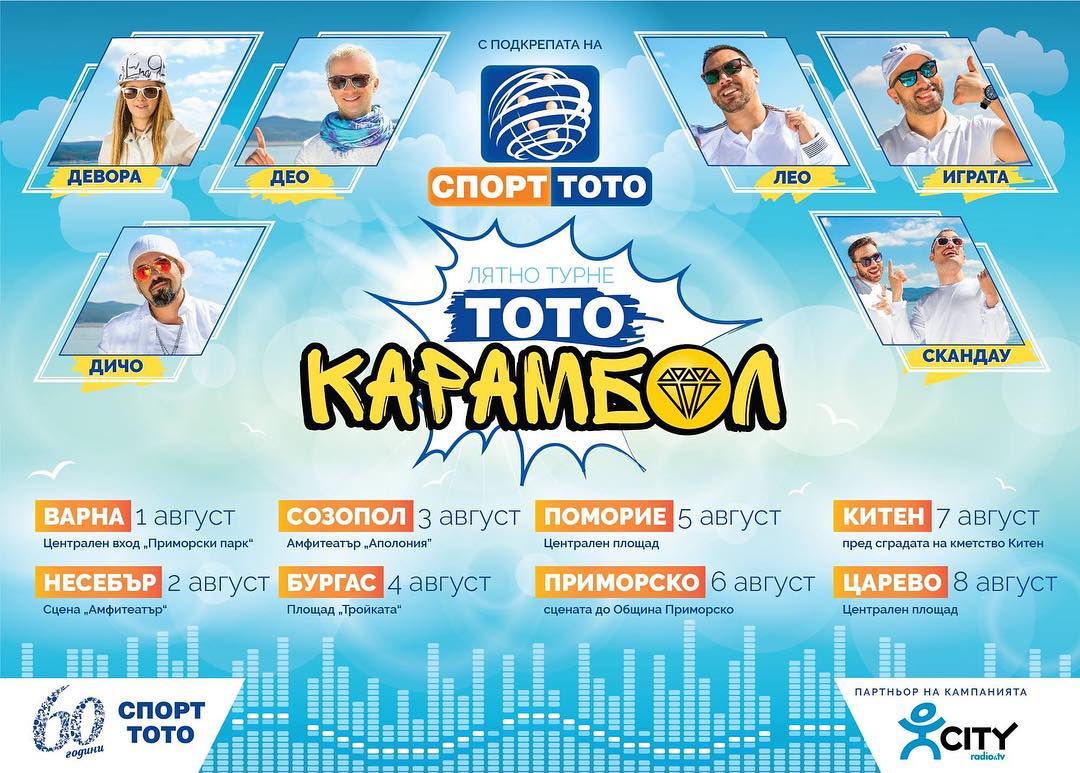 С ПОДКРЕПАТА НА
СПОРТ ТОТО
ДЕВОРА
ДЕО
ЛЕО
ИГРАТА
ДИЧО
СКАНДАУ
ЛЯТНО ТУРНЕ
ТОТО
КАРАМБОЛ
ВАРНА 1 август
Централен вход „Приморски парк“
НЕСЕБЪР 2 август
Сцена „Амфитеатър“
СОЗОПОЛ 3 август
Амфитеатър „Аполония”
БУРГАС 4 август
Площад „Тройката“
ПОМОРИЕ 5 август
Централен площад
ПРИМОРСКО 6 август
сцената до Община Приморско
КИТЕН 7 август
пред сградата на кметство Китен
ЦАРЕВО 8 август
Централен площад
60 години
СПОРТ
ТОТО
ПАРТНЬОР НА КАМПАНИЯТА
CITY
radio&tv